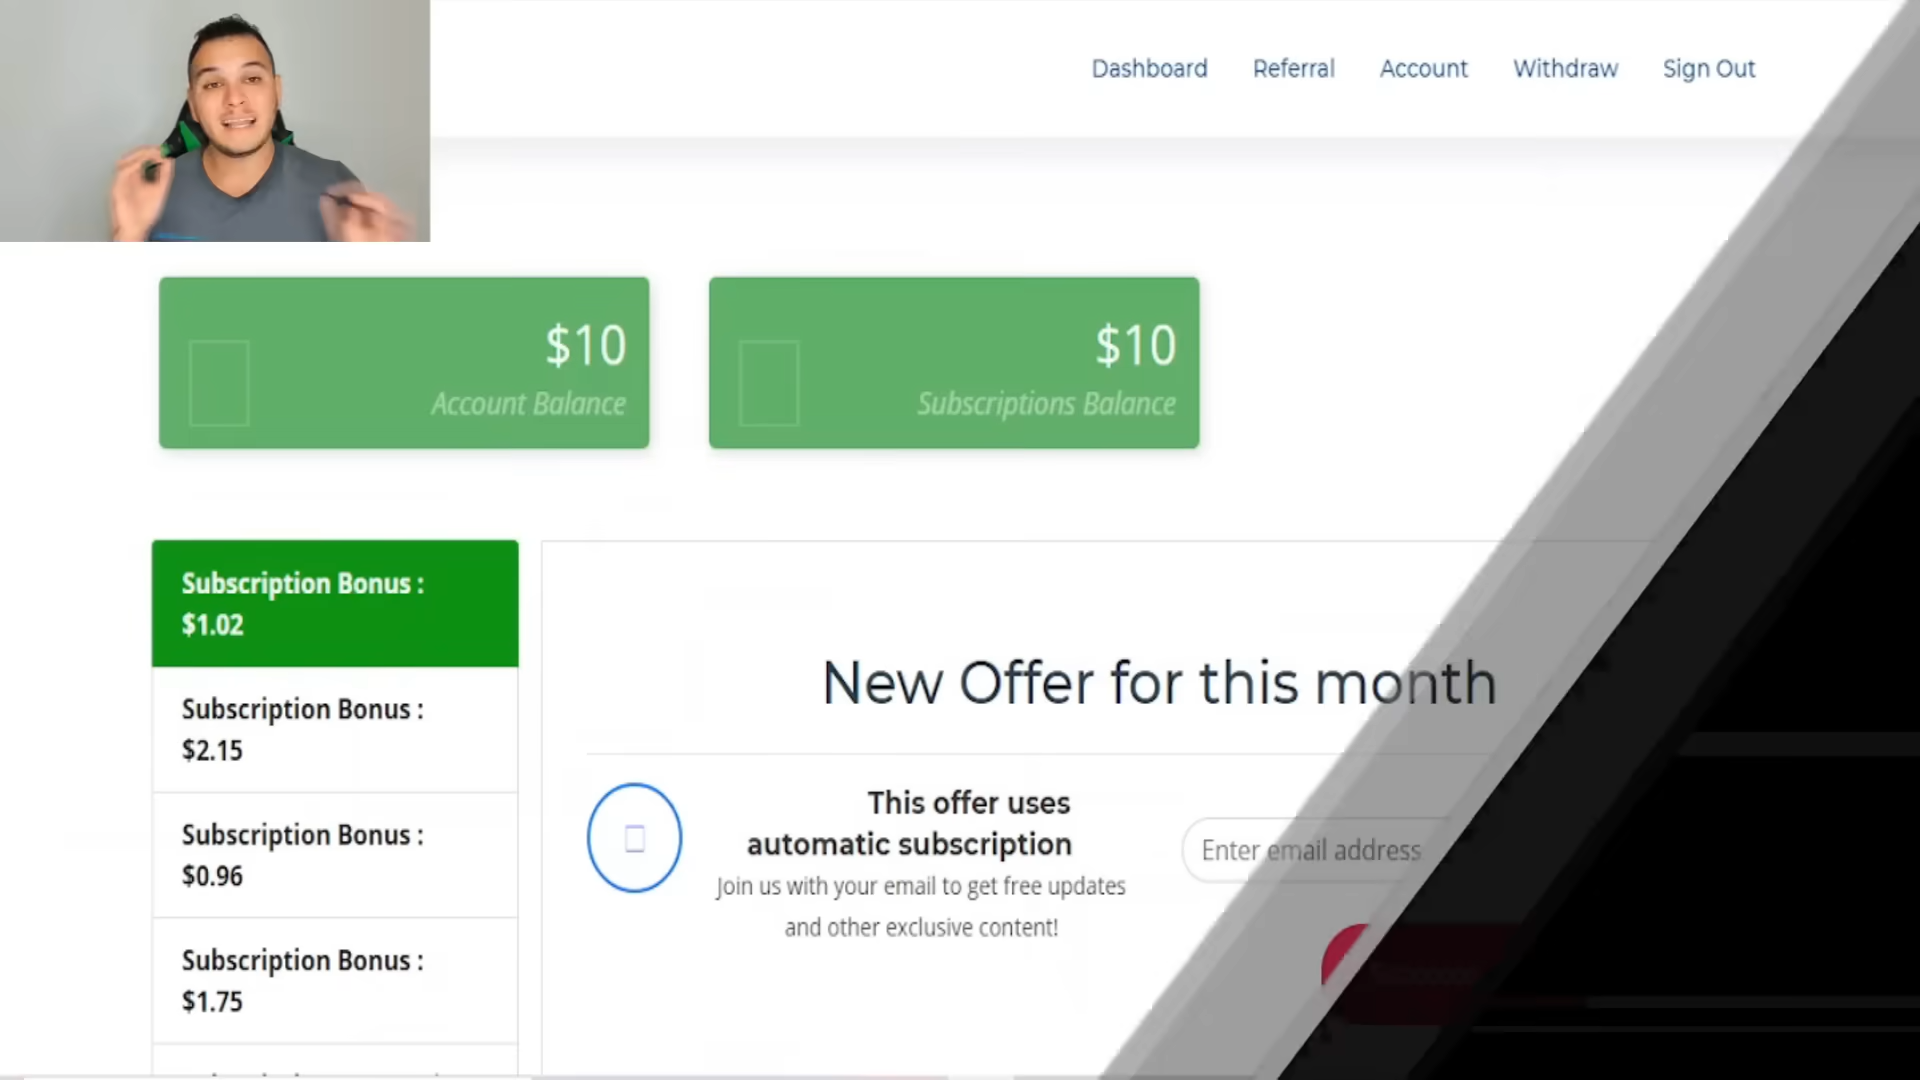 Dashboard Referral Account Withdraw Sign Out
$10
Account Balance
$10
Subscriptions Balance
Subscription Bonus :
$1.02
Subscription Bonus :
$2.15
Subscription Bonus :
$0.96
Subscription Bonus :
$1.75
New Offer for this month
This offer uses
automatic subscription
Join us with your email to get free updates
and other exclusive content!
Enter email address